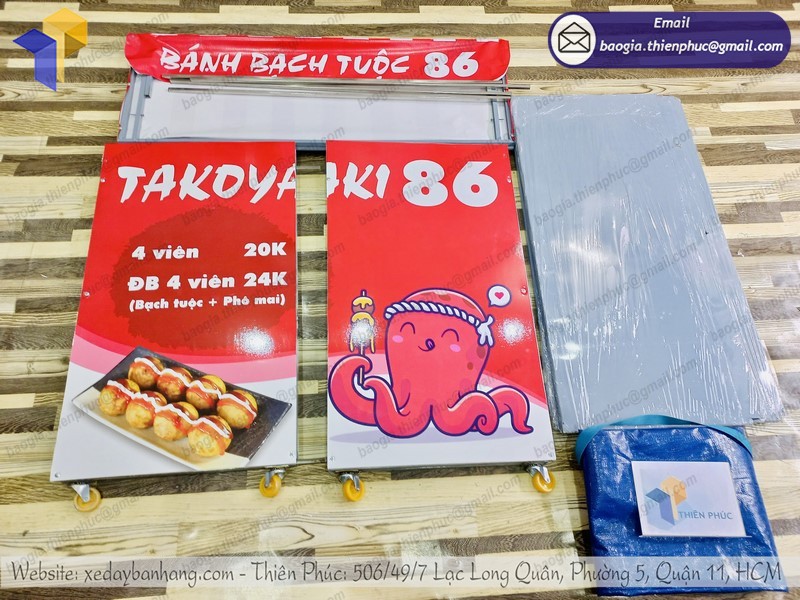 Email
baogia.thienphuc@gmail.com
BÁNH BẠCH TUỘC 86
TAKOYAKI 86
4 viên 20K
ĐB 4 viên 24K
(Bạch tuộc + Phô mai)
THIÊN PHÚC
Website: xedaybanhang.com - Thiên Phúc: 506/49/7 Lạc Long Quân, Phường 5, Quận 11, HCM